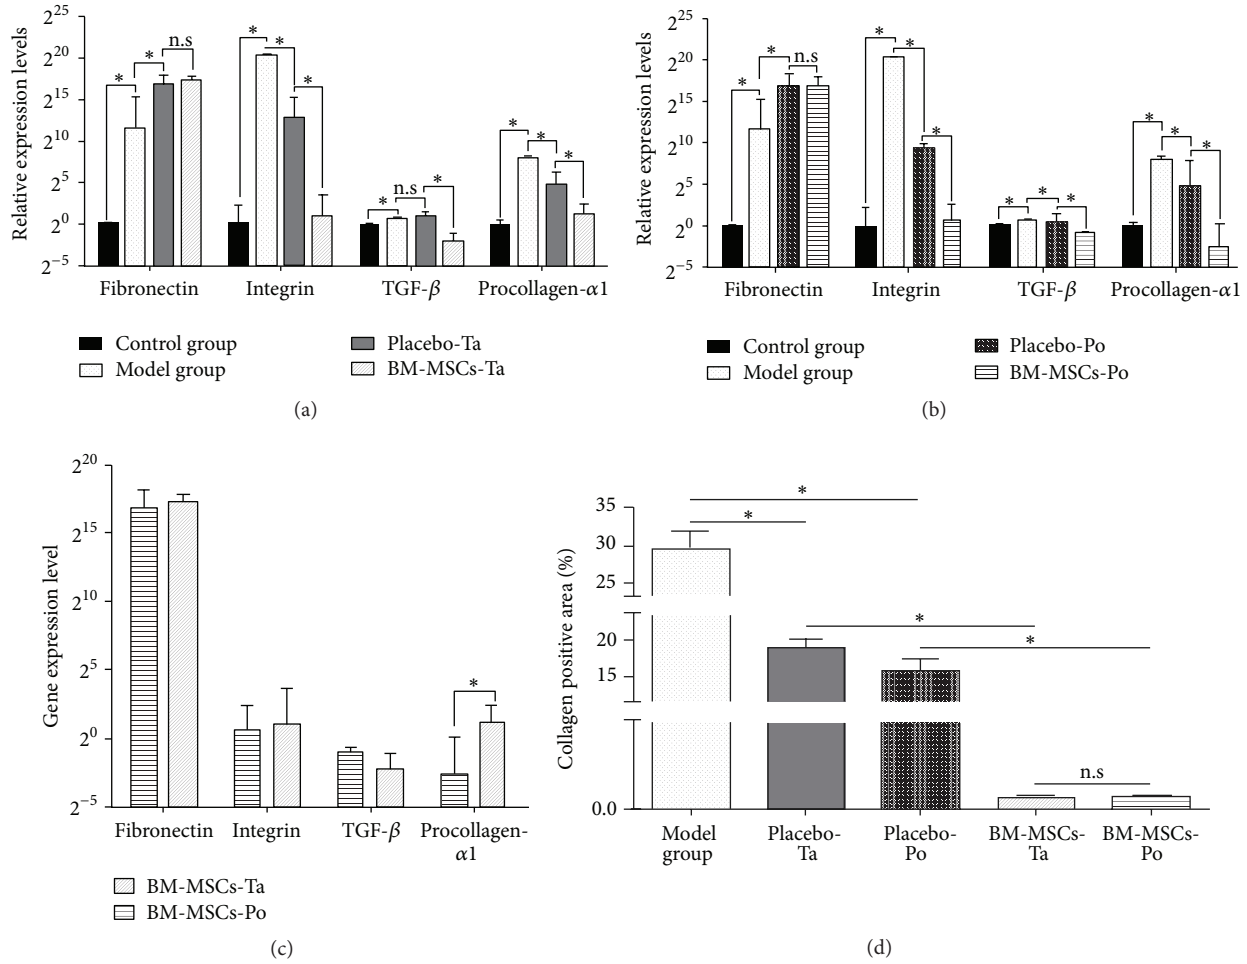 Relative expression levels
2^25
2^20
2^15
2^10
2^5
2^0
2^−5
* * n.s
* * *
* n.s *
* * *
Fibronectin Integrin TGF-β Procollagen-α1
Control group Placebo-Ta
Model group BM-MSCs-Ta
(a)
Relative expression levels
2^25
2^20
2^15
2^10
2^5
2^0
2^−5
* * n.s
* * *
* * *
* * *
Fibronectin Integrin TGF-β Procollagen-α1
Control group Placebo-Po
Model group BM-MSCs-Po
(b)
Gene expression level
2^20
2^15
2^10
2^5
2^0
2^−5
*
Fibronectin Integrin TGF-β Procollagen-
α1
BM-MSCs-Ta
BM-MSCs-Po
(c)
Collagen positive area (%)
35
30
25
20
15
0.0
*
*
*
*
n.s
Model Placebo- Placebo- BM-MSCs- BM-MSCs-
group Ta Po Ta Po
(d)